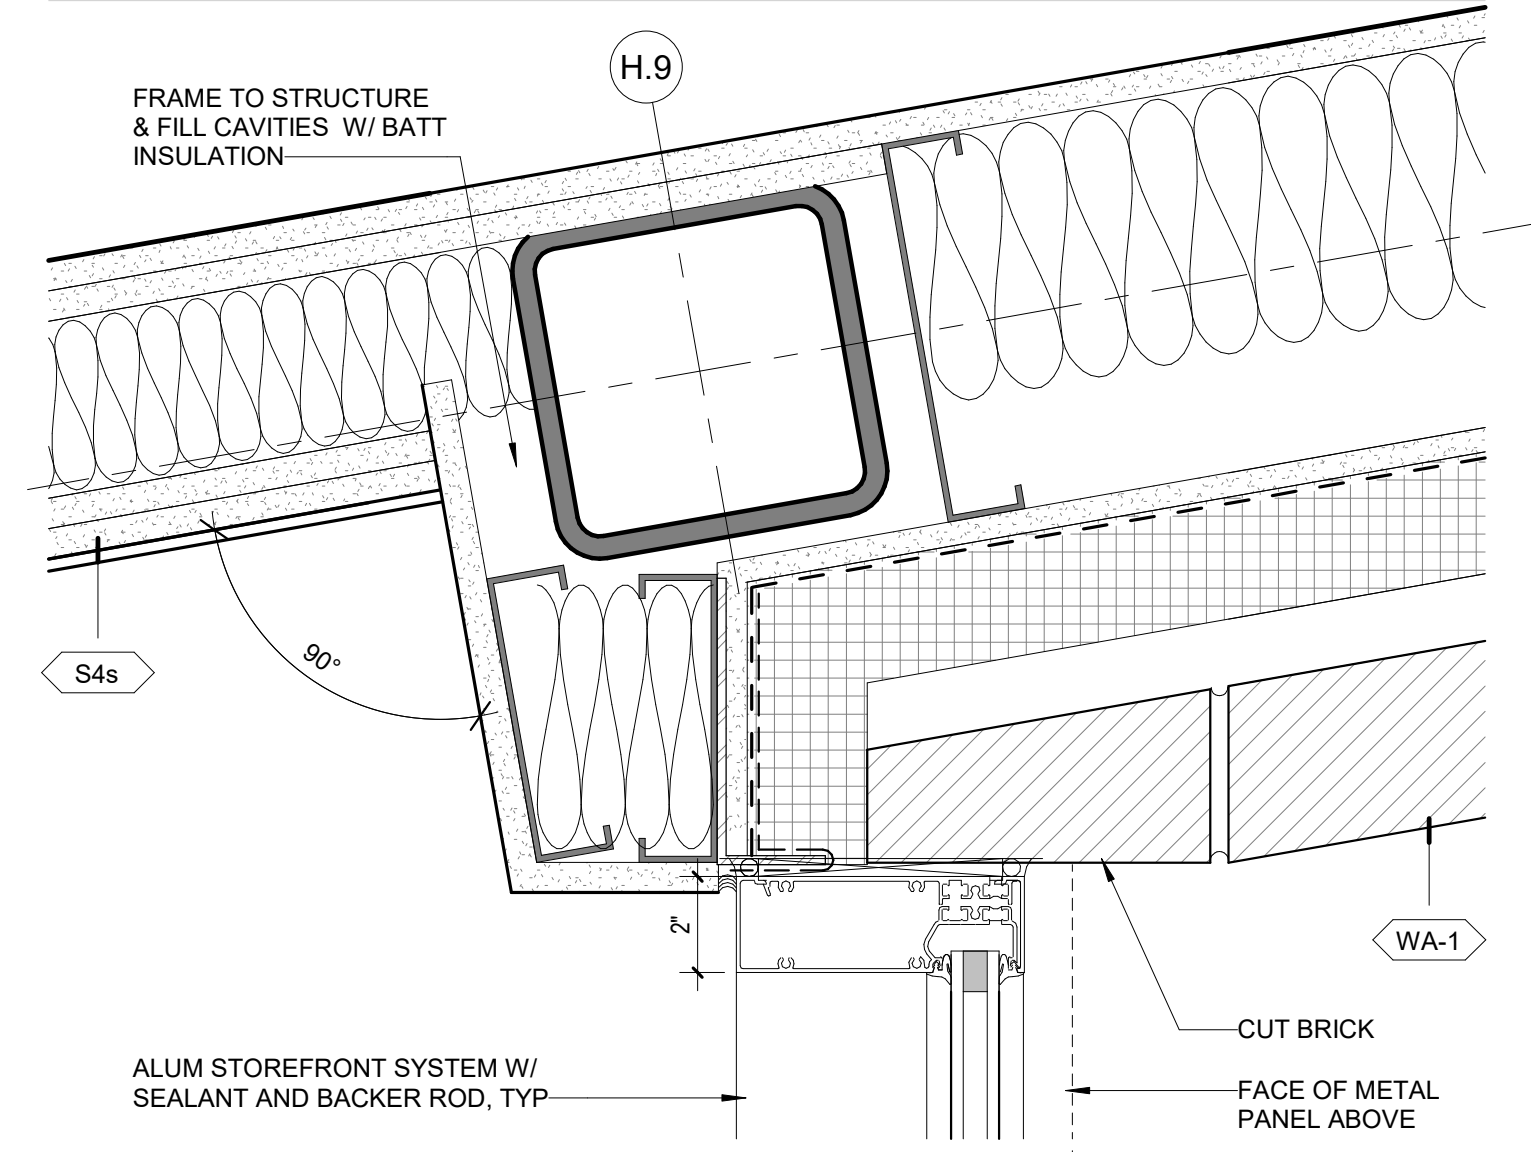 H.9
FRAME TO STRUCTURE
& FILL CAVITIES W/ BATT
INSULATION
S4s
90°
2"
WA-1
CUT BRICK
ALUM STOREFRONT SYSTEM W/
SEALANT AND BACKER ROD, TYP
FACE OF METAL
PANEL ABOVE